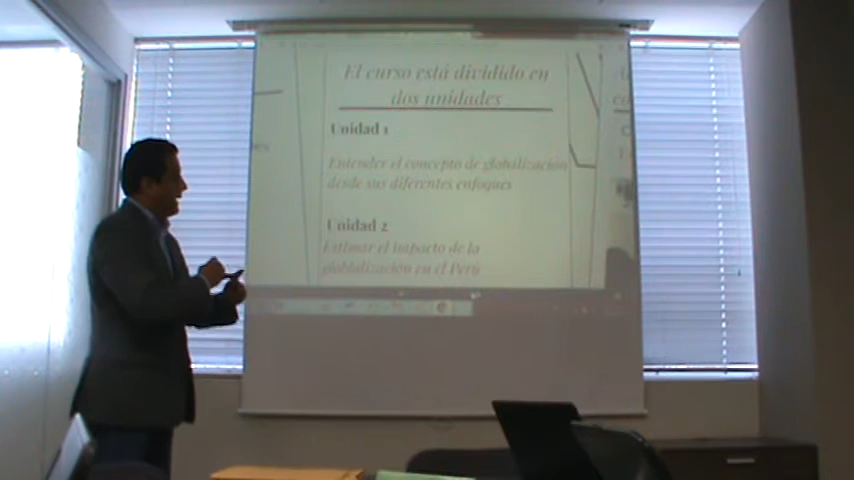 El curso está dividido en
dos unidades
Unidad 1
Entender el concepto de globalización
desde sus diferentes enfoques
Unidad 2
Estimar el impacto de la
globlalización en el Perú